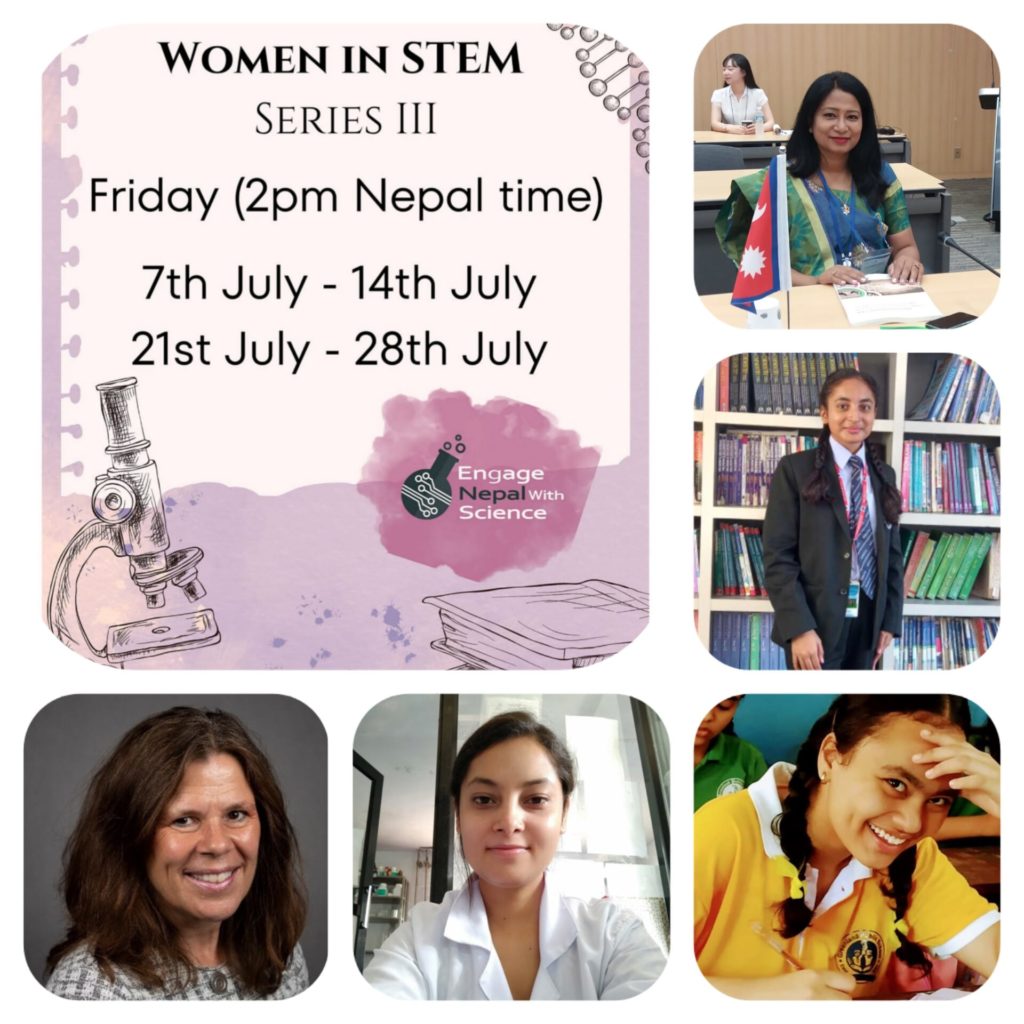 WOMEN IN STEM
SERIES III
Friday (2pm Nepal time)
7th July - 14th July
21st July - 28th July
Engage
Nepal With
Science